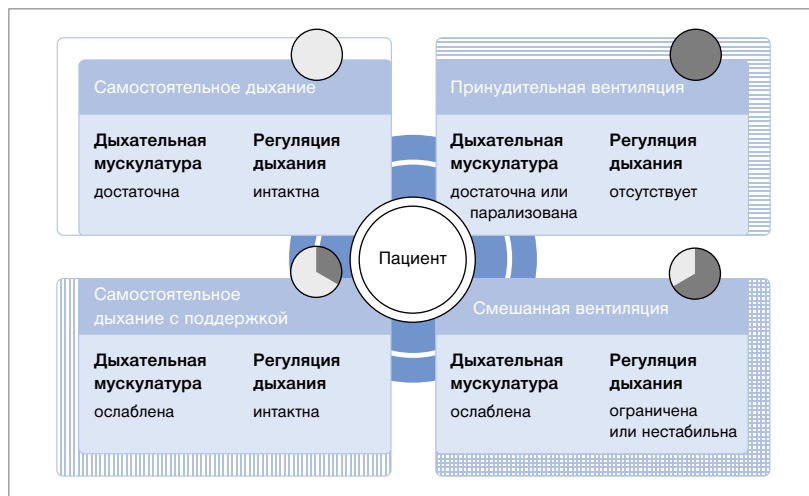 Самостоятельное дыхание
Дыхательная
мускулатура
достаточна
Регуляция
дыхания
интактна
Принудительная вентиляция
Дыхательная
мускулатура
достаточна или
парализована
Регуляция
дыхания
отсутствует
Пациент
Самостоятельное
дыхание с поддержкой
Дыхательная
мускулатура
ослаблена
Регуляция
дыхания
интактна
Смешанная вентиляция
Дыхательная
мускулатура
ослаблена
Регуляция
дыхания
ограничена
или нестабильна